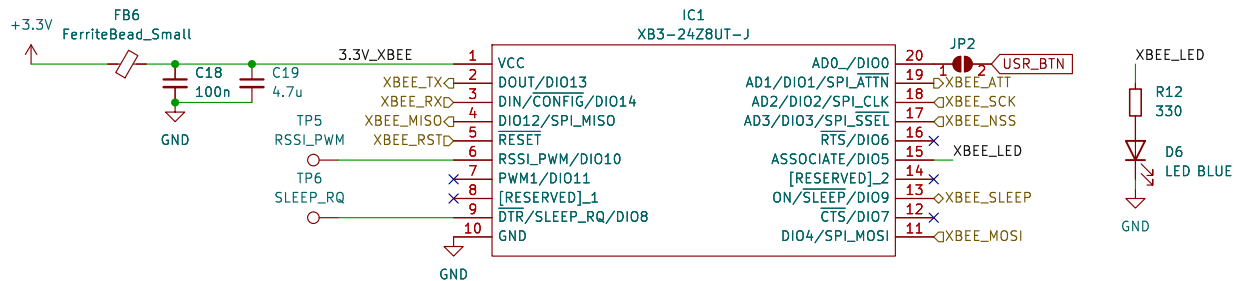 +3.3V
FB6
FerriteBead_Small
C18
100n
C19
4.7u
GND
3.3V_XBEE
IC1
XB3-24Z8UT-J
1 VCC
XBEE_TX 2 DOUT/DIO13
XBEE_RX 3 DIN/CONFIG/DIO14
XBEE_MISO 4 DIO12/SPI_MISO
XBEE_RST 5 RESET
TP5
RSSI_PWM
6 RSSI_PWM/DIO10
7 PWM1/DIO11
TP6
SLEEP_RQ
8 [RESERVED]_1
9 DTR/SLEEP_RQ/DIO8
10 GND
GND
AD0_/DIO0 20
JP2
1 2
USR_BTN
AD1/DIO1/SPI_ATTN 19 XBEE_ATT
AD2/DIO2/SPI_CLK 18 XBEE_SCK
AD3/DIO3/SPI_SSEL 17 XBEE_NSS
RTS/DIO6 16
ASSOCIATE/DIO5 15 XBEE_LED
[RESERVED]_2 14
ON/SLEEP/DIO9 13 XBEE_SLEEP
CTS/DIO7 12
DIO4/SPI_MOSI 11 XBEE_MOSI
XBEE_LED
R12
330
D6
LED BLUE
GND